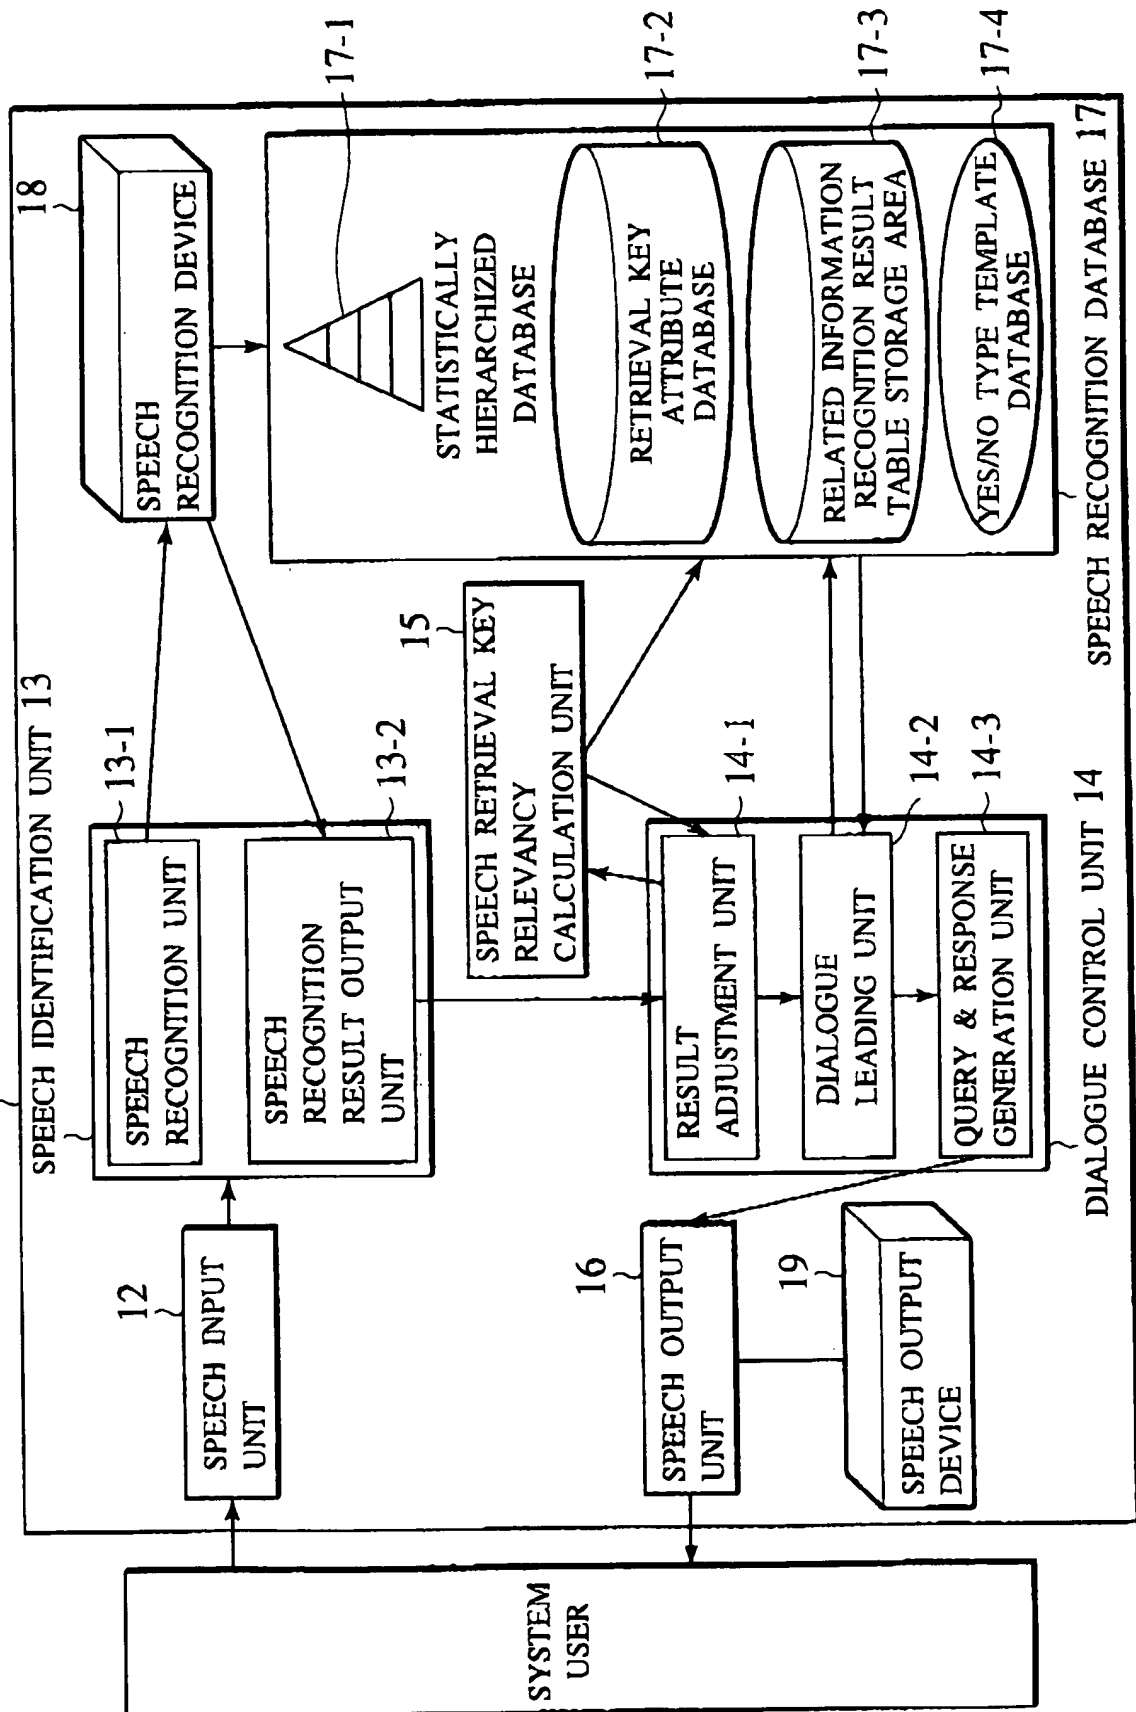 SYSTEM
USER
12
SPEECH INPUT
UNIT
SPEECH IDENTIFICATION UNIT 13
13-1
SPEECH
RECOGNITION UNIT
13-2
SPEECH
RECOGNITION
RESULT OUTPUT
UNIT
18
SPEECH
RECOGNITION DEVICE
17-1
STATISTICALLY
HIERARCHIZED
DATABASE
17-2
RETRIEVAL KEY
ATTRIBUTE
DATABASE
17-3
RELATED INFORMATION
RECOGNITION RESULT
TABLE STORAGE AREA
17-4
YES/NO TYPE TEMPLATE
DATABASE
SPEECH RECOGNITION DATABASE 17
15
SPEECH RETRIEVAL KEY
RELEVANCY
CALCULATION UNIT
14-1
RESULT
ADJUSTMENT UNIT
14-2
DIALOGUE
LEADING UNIT
14-3
QUERY & RESPONSE
GENERATION UNIT
DIALOGUE CONTROL UNIT 14
16
SPEECH OUTPUT
UNIT
19
SPEECH OUTPUT
DEVICE